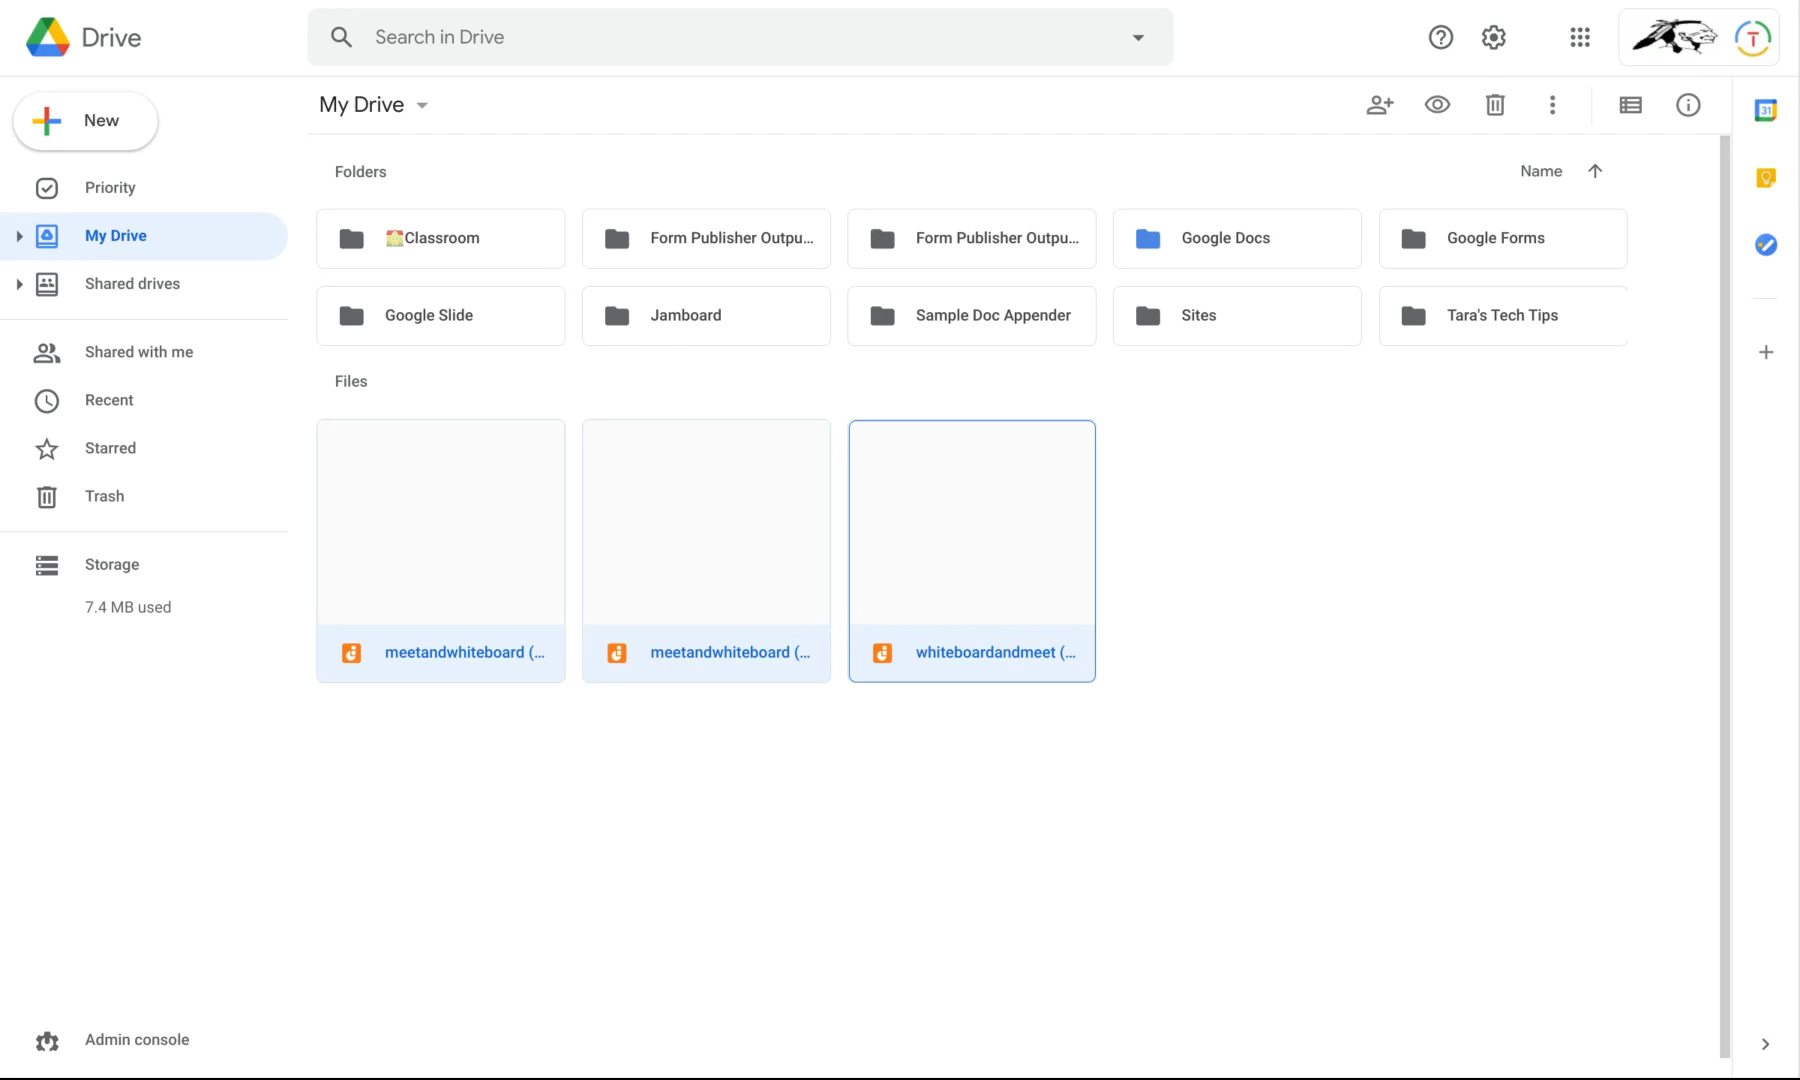 Drive
Search in Drive
T
New
My Drive
31
Folders
Name
Priority
My Drive
Shared drives
Classroom
Form Publisher Outpu...
Form Publisher Outpu...
Google Docs
Google Forms
Google Slide
Jamboard
Sample Doc Appender
Sites
Tara's Tech Tips
Shared with me
Recent
Starred
Trash
Files
Storage
7.4 MB used
meetandwhiteboard (...
meetandwhiteboard (...
whiteboardandmeet (...
Admin console